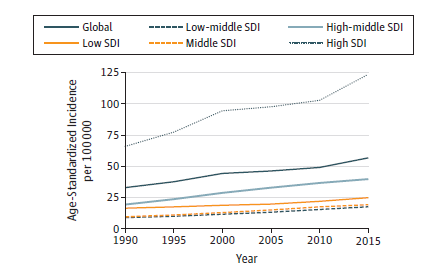 Global Low-middle SDI High-middle SDI
Low SDI Middle SDI High SDI
Age-Standardized Incidence
per 100 000
125
100
75
50
25
0
1990 1995 2000 2005 2010 2015
Year